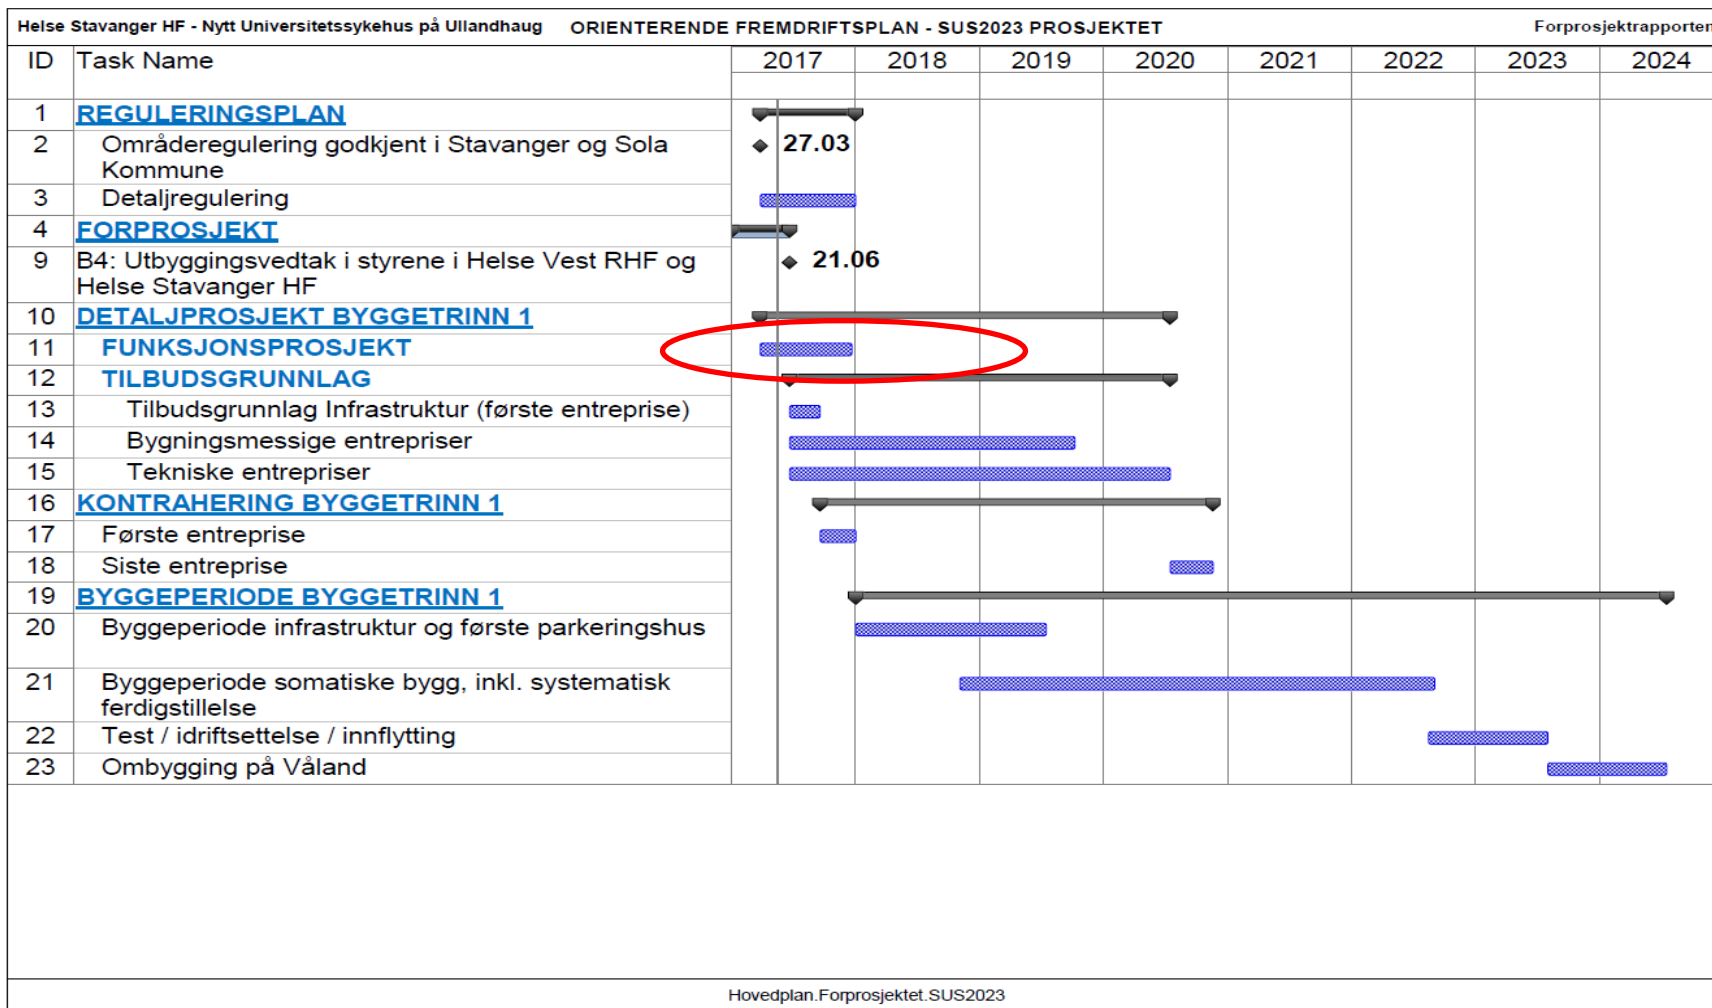 Helse Stavanger HF - Nytt Universitetssykehus på Ullandhaug ORIENTERENDE FREMDRIFTSPLAN - SUS2023 PROSJEKTET Forprosjektrapporten
ID Task Name 2017 2018 2019 2020 2021 2022 2023 2024
1 REGULERINGSPLAN
2 Områderegulering godkjent i Stavanger og Sola 27.03
Kommune
3 Detaljregulering
4 FORPROSJEKT
9 B4: Utbyggingsvedtak i styrene i Helse Vest RHF og 21.06
Helse Stavanger HF
10 DETALJPROSJEKT BYGGETRINN 1
11 FUNKSJONSPROSJEKT
12 TILBUDSGRUNNLAG
13 Tilbudsgrunnlag Infrastruktur (første entreprise)
14 Bygningsmessige entrepriser
15 Tekniske entrepriser
16 KONTRAHERING BYGGETRINN 1
17 Første entreprise
18 Siste entreprise
19 BYGGEPERIODE BYGGETRINN 1
20 Byggeperiode infrastruktur og første parkeringshus
21 Byggeperiode somatiske bygg, inkl. systematisk
ferdigstillelse
22 Test / idriftsettelse / innflytting
23 Ombygging på Våland
Hovedplan.Forprosjektet.SUS2023